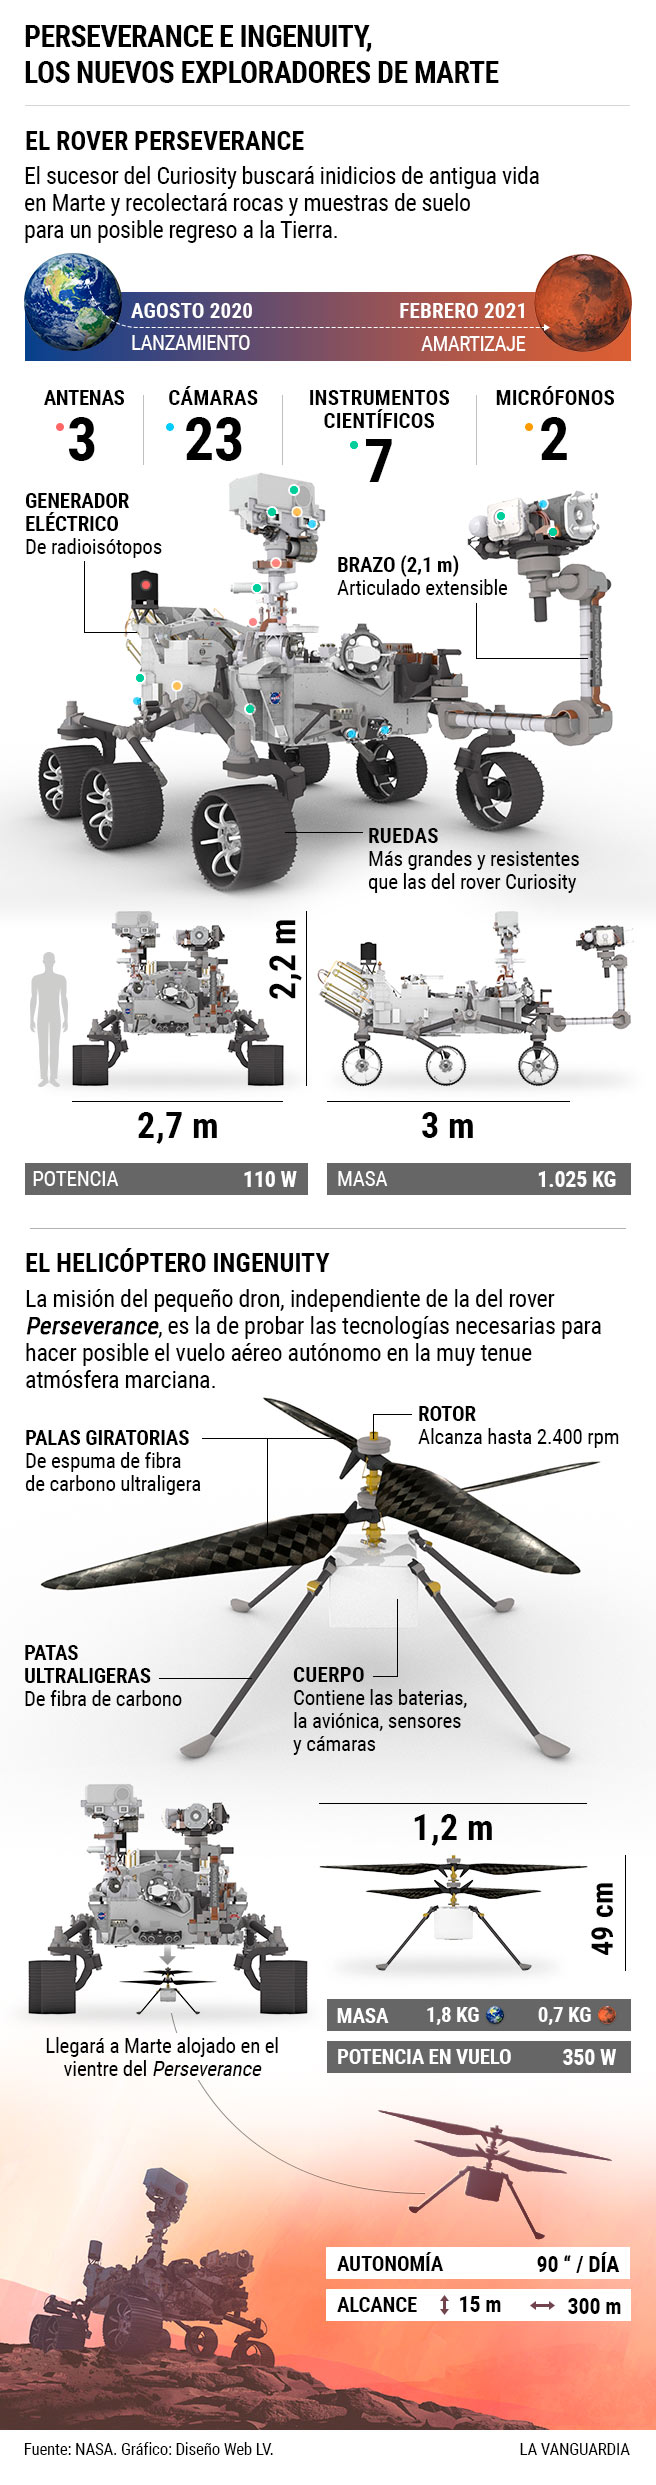 PERSEVERANCE E INGENUITY,
LOS NUEVOS EXPLORADORES DE MARTE
EL ROVER PERSEVERANCE
El sucesor del Curiosity buscará inidicios de antigua vida
en Marte y recolectará rocas y muestras de suelo
para un posible regreso a la Tierra.
AGOSTO 2020
LANZAMIENTO
FEBRERO 2021
AMARTIZAJE
ANTENAS
3
CÁMARAS
23
INSTRUMENTOS
CIENTÍFICOS
7
MICRÓFONOS
2
GENERADOR
ELÉCTRICO
De radioisótopos
BRAZO (2,1 m)
Articulado extensible
RUEDAS
Más grandes y resistentes
que las del rover Curiosity
2,2 m
2,7 m
3 m
POTENCIA 110 W
MASA 1.025 KG
EL HELICÓPTERO INGENUITY
La misión del pequeño dron, independiente de la del rover
Perseverance, es la de probar las tecnologías necesarias para
hacer posible el vuelo aéreo autónomo en la muy tenue
atmósfera marciana.
ROTOR
Alcanza hasta 2.400 rpm
PALAS GIRATORIAS
De espuma de fibra
de carbono ultraligera
PATAS
ULTRALIGERAS
De fibra de carbono
CUERPO
Contiene las baterias,
la aviónica, sensores
y cámaras
1,2 m
49 cm
MASA 1,8 KG 0,7 KG
POTENCIA EN VUELO 350 W
Llegará a Marte alojado en el
vientre del Perseverance
AUTONOMÍA 90 “ / DÍA
ALCANCE 15 m 300 m
Fuente: NASA. Gráfico: Diseño Web LV.
LA VANGUARDIA